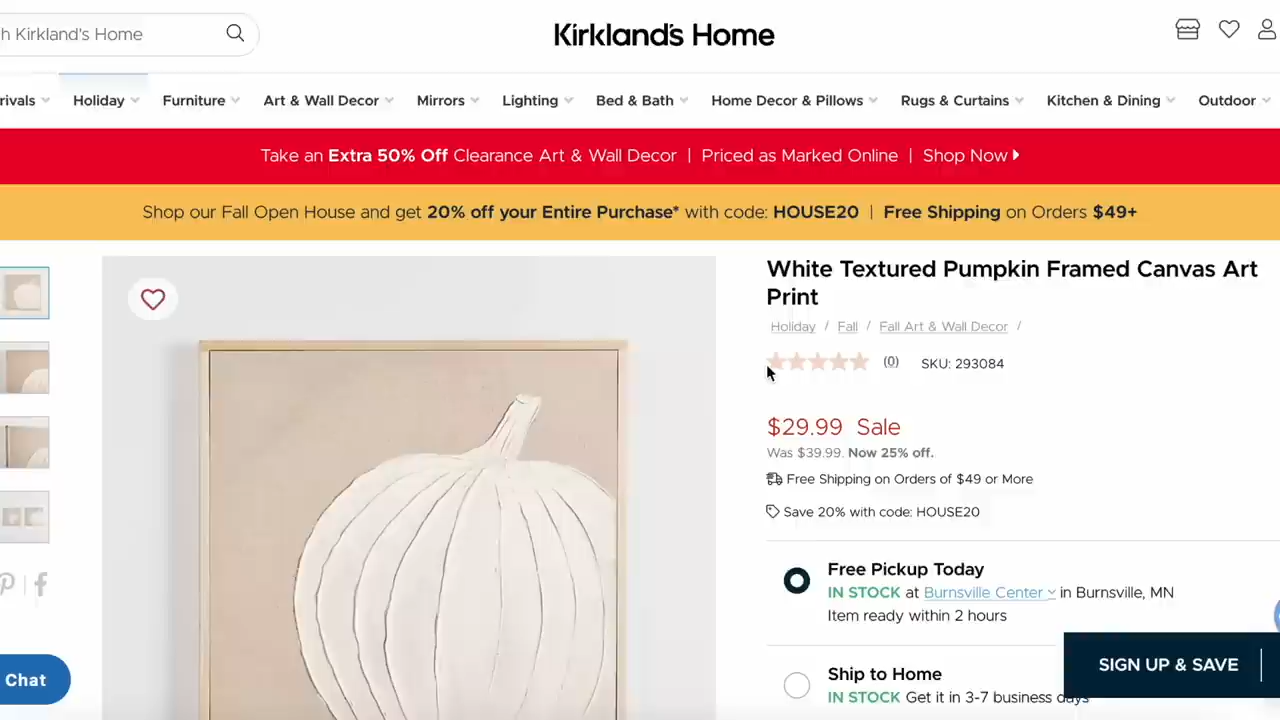 h Kirkland's Home
Kirkland's Home
rivals Holiday Furniture Art & Wall Decor Mirrors Lighting Bed & Bath Home Decor & Pillows Rugs & Curtains Kitchen & Dining Outdoor
Take an Extra 50% Off Clearance Art & Wall Decor | Priced as Marked Online | Shop Now
Shop our Fall Open House and get 20% off your Entire Purchase* with code: HOUSE20 | Free Shipping on Orders $49+
White Textured Pumpkin Framed Canvas Art
Print
Holiday / Fall / Fall Art & Wall Decor /
(0) SKU: 293084
$29.99 Sale
Was $39.99. Now 25% off.
Free Shipping on Orders of $49 or More
Save 20% with code: HOUSE20
Free Pickup Today
IN STOCK at Burnsville Center in Burnsville, MN
Item ready within 2 hours
Ship to Home
IN STOCK Get it in 3-7 business days
SIGN UP & SAVE
Chat